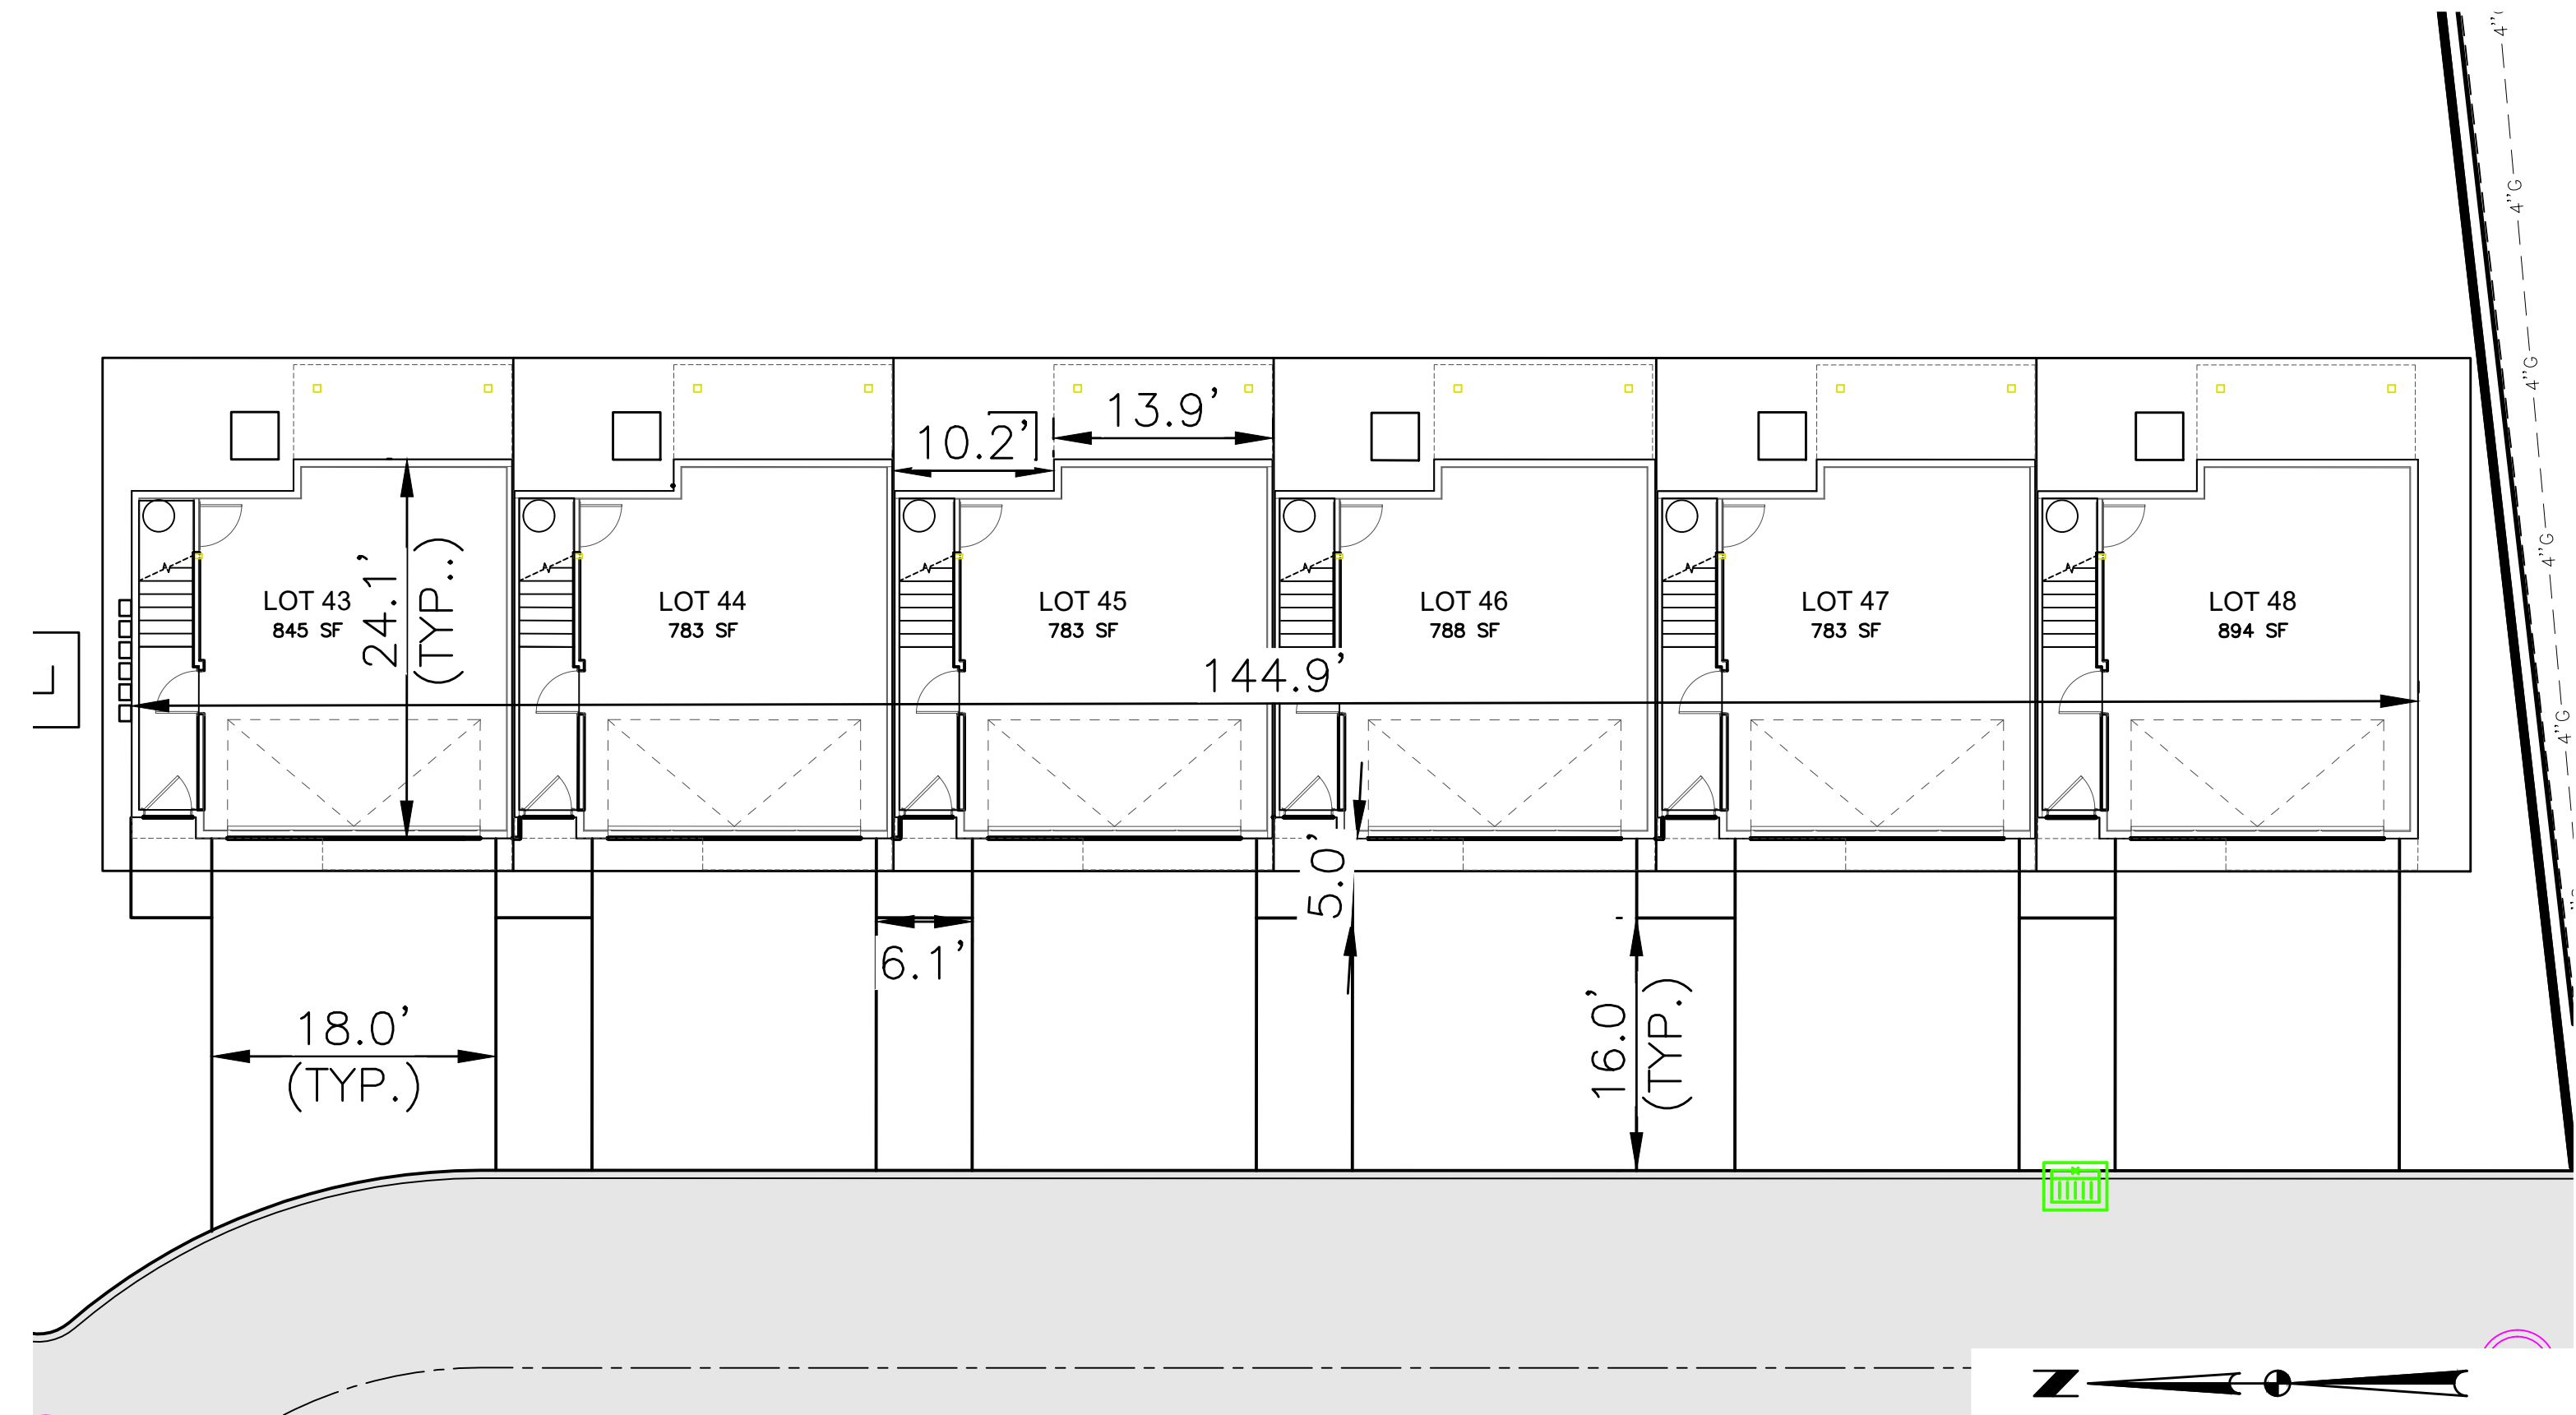 4"G
4"G
4"G
4"G
4"G
13.9'
10.2'
LOT 43
845 SF
24.1'
(TYP..)
LOT 44
783 SF
LOT 45
783 SF
LOT 46
788 SF
LOT 47
783 SF
LOT 48
894 SF
144.9'
5.0'
6.1'
18.0'
(TYP.)
16.0'
(TYP.)
N